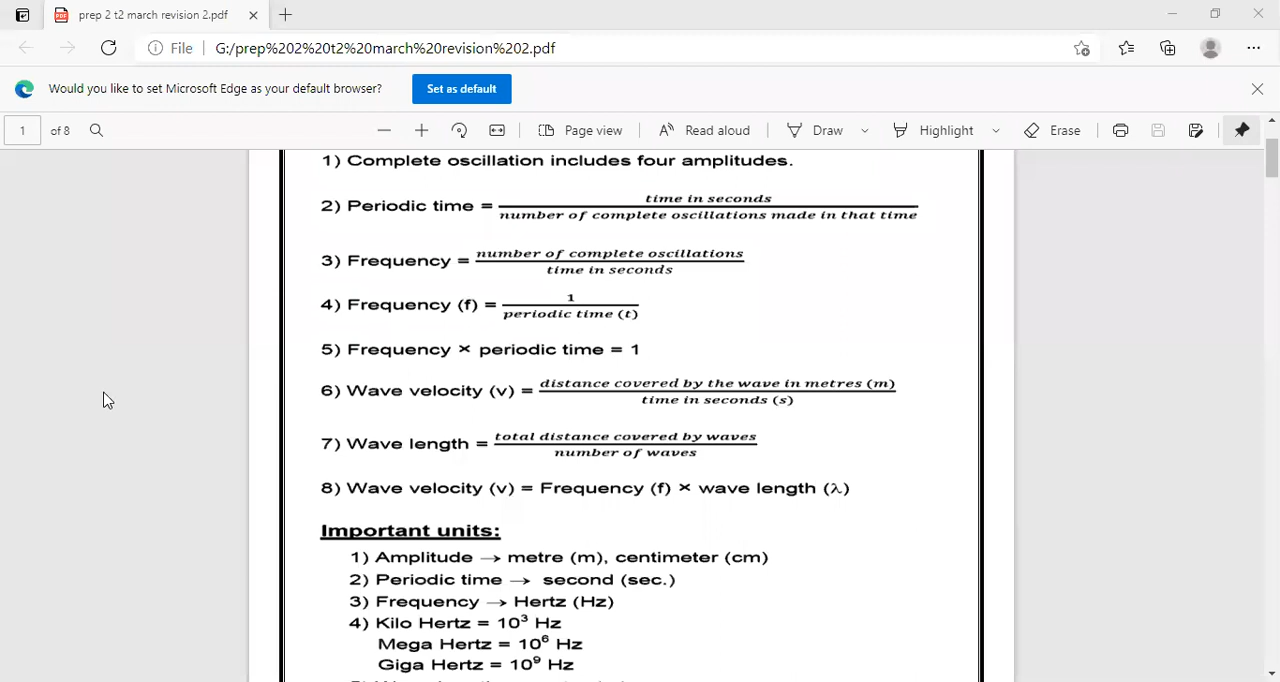 prep 2 t2 march revision 2.pdf
File G:/prep%202%20t2%20march%20revision%202.pdf
Would you like to set Microsoft Edge as your default browser? Set as default
1 of 8 Page view Read aloud Draw Highlight Erase
1) Complete oscillation includes four amplitudes.
2) Periodic time = time in seconds / number of complete oscillations made in that time
3) Frequency = number of complete oscillations / time in seconds
4) Frequency (f) = 1 / periodic time (t)
5) Frequency × periodic time = 1
6) Wave velocity (v) = distance covered by the wave in metres (m) / time in seconds (s)
7) Wave length = total distance covered by waves / number of waves
8) Wave velocity (v) = Frequency (f) × wave length (λ)
Important units:
1) Amplitude → metre (m), centimeter (cm)
2) Periodic time → second (sec.)
3) Frequency → Hertz (Hz)
4) Kilo Hertz = 10³ Hz
Mega Hertz = 10⁶ Hz
Giga Hertz = 10⁹ Hz